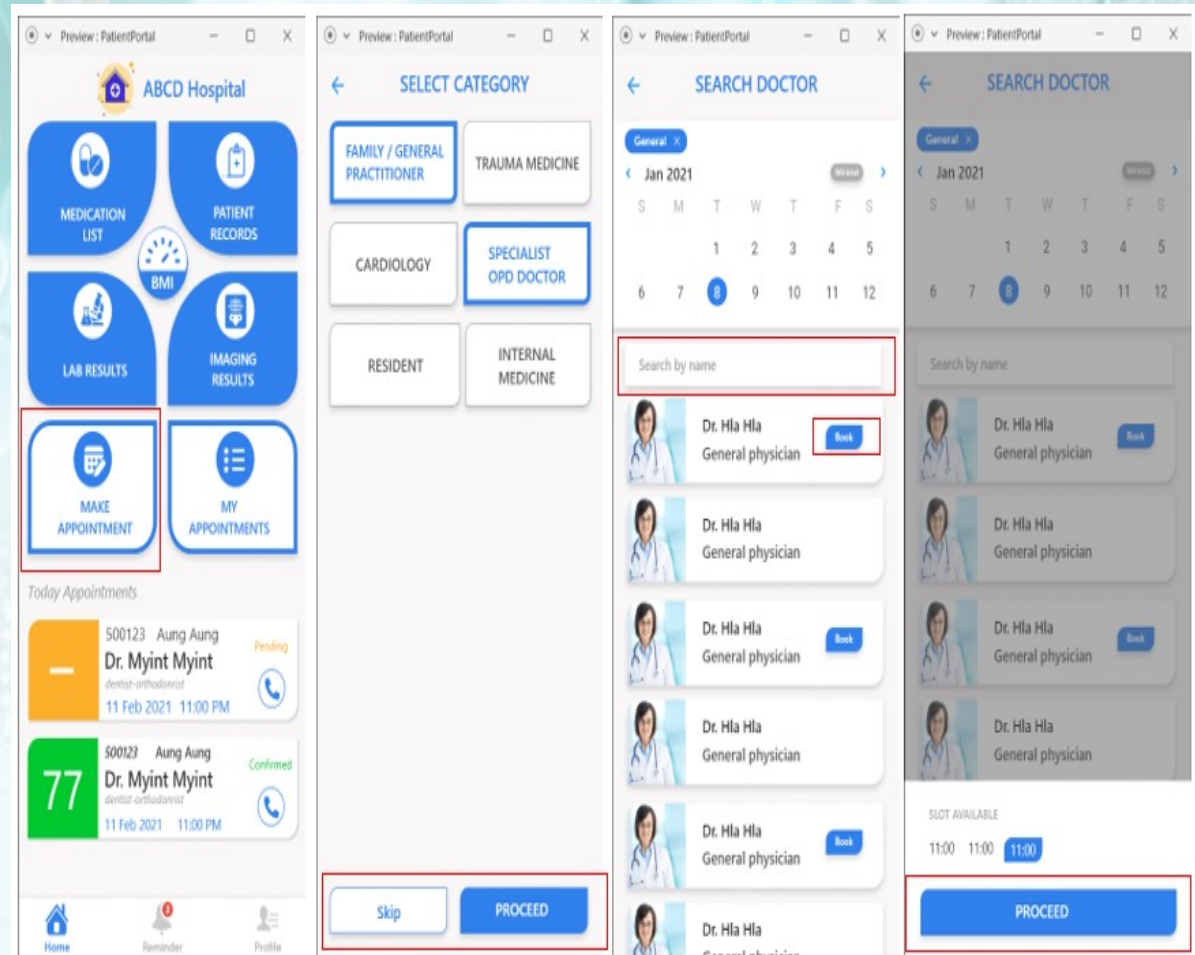 Preview : PatientPortal
ABCD Hospital
MEDICATION
LIST
PATIENT
RECORDS
BMI
LAB RESULTS
IMAGING
RESULTS
MAKE
APPOINTMENT
MY
APPOINTMENTS
Today Appointments
500123 Aung Aung
Pending
Dr. Myint Myint
dentist-orthodonist
11 Feb 2021 11:00 PM
500123 Aung Aung
Confirmed
77
Dr. Myint Myint
dentist-orthodonist
11 Feb 2021 11:00 PM
Home
Reminder
Profile
Preview : PatientPortal
SELECT CATEGORY
FAMILY / GENERAL
PRACTITIONER
TRAUMA MEDICINE
CARDIOLOGY
SPECIALIST
OPD DOCTOR
RESIDENT
INTERNAL
MEDICINE
Skip
PROCEED
Preview : PatientPortal
SEARCH DOCTOR
General X
Jan 2021
S M T W T F S
1 2 3 4 5
6 7 8 9 10 11 12
Search by name
Dr. Hla Hla
Book
General physician
Dr. Hla Hla
General physician
Dr. Hla Hla
Book
General physician
Dr. Hla Hla
General physician
Dr. Hla Hla
Book
General physician
Dr. Hla Hla
General physician
Preview : PatientPortal
SEARCH DOCTOR
General X
Jan 2021
S M T W T F S
1 2 3 4 5
6 7 8 9 10 11 12
Search by name
Dr. Hla Hla
Book
General physician
Dr. Hla Hla
General physician
Dr. Hla Hla
Book
General physician
Dr. Hla Hla
General physician
SLOT AVAILABLE
11:00 11:00 11:00
PROCEED